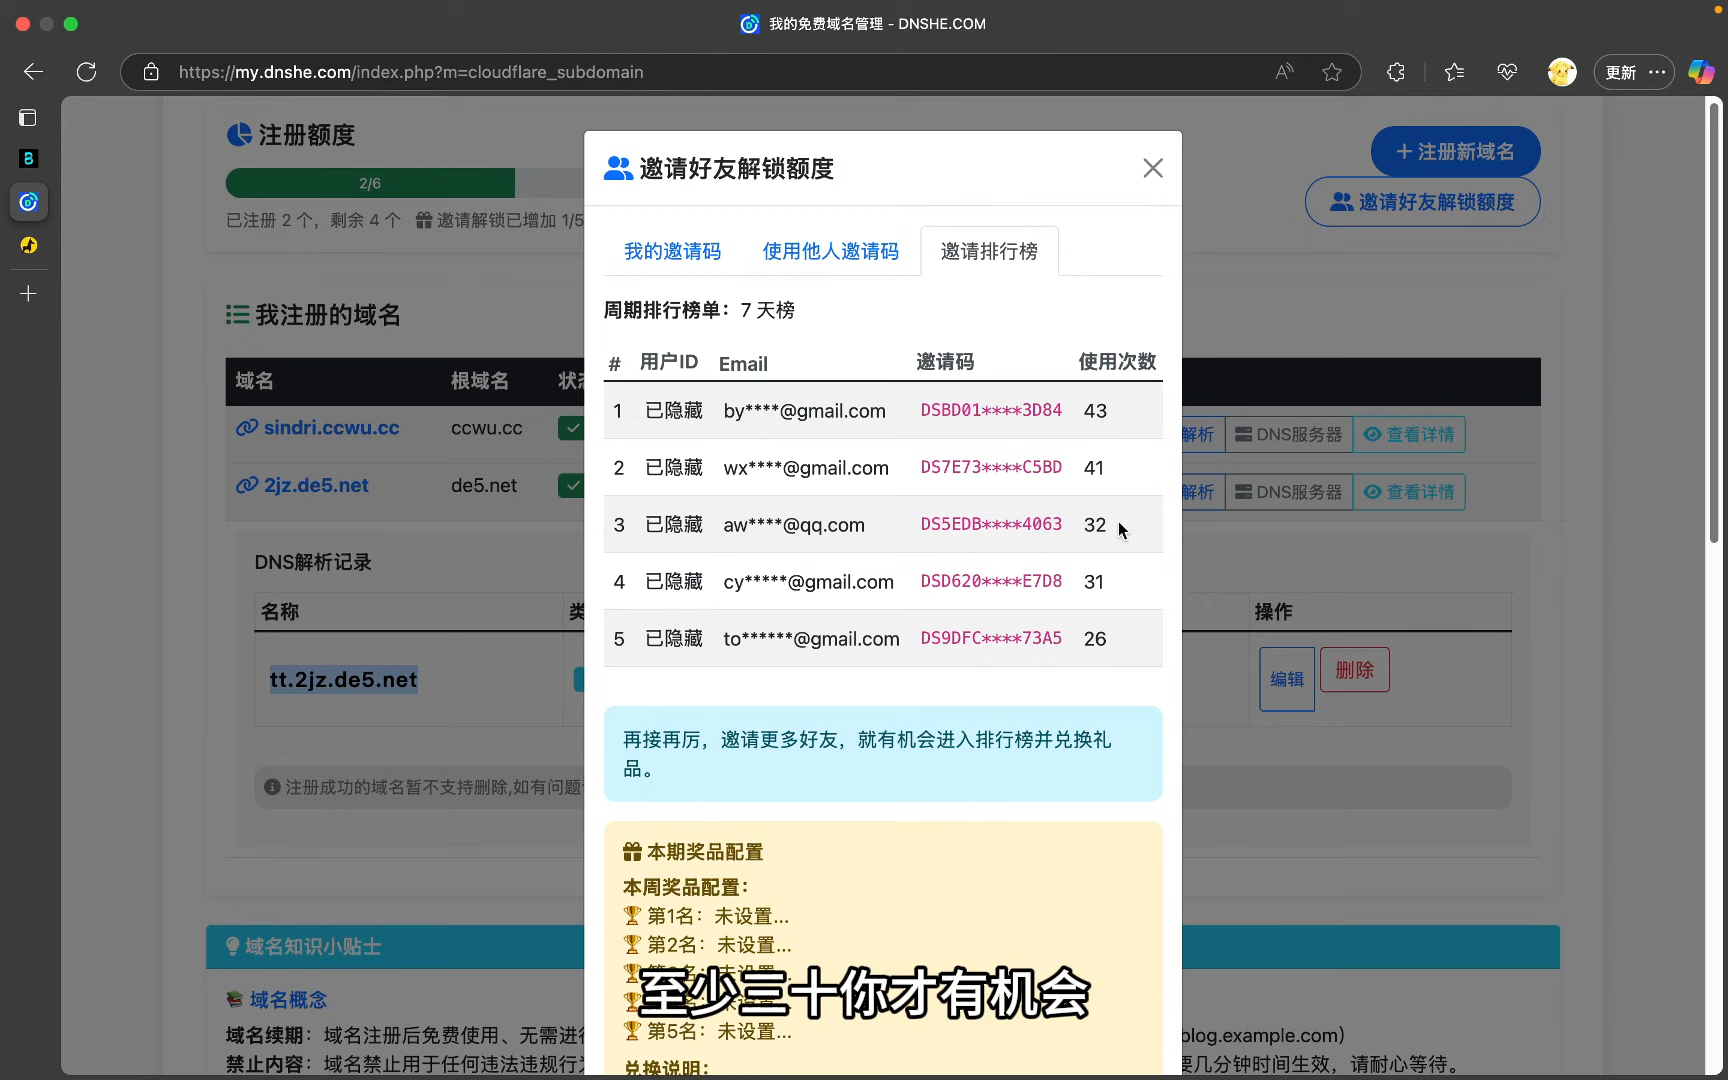 我的免费域名管理 - DNSHE.COM
https://my.dnshe.com/index.php?m=cloudflare_subdomain
更新
注册额度
2/6
已注册 2 个，剩余 4 个 邀请解锁已增加 1/5
+ 注册新域名
邀请好友解锁额度
我注册的域名
域名 根域名 状态
sindri.ccwu.cc ccwu.cc 解析 DNS服务器 查看详情
2jz.de5.net de5.net 解析 DNS服务器 查看详情
DNS解析记录
名称 操作
tt.2jz.de5.net 编辑 删除
注册成功的域名暂不支持删除,如有问题
域名知识小贴士
域名概念
域名续期：域名注册后免费使用、无需进行 blog.example.com)
禁止内容：域名禁止用于任何违法违规行为 要几分钟时间生效，请耐心等待。
邀请好友解锁额度
我的邀请码 使用他人邀请码 邀请排行榜
周期排行榜单：7 天榜
# 用户ID Email 邀请码 使用次数
1 已隐藏 by****@gmail.com DSBD01****3D84 43
2 已隐藏 wx****@gmail.com DS7E73****C5BD 41
3 已隐藏 aw****@qq.com DS5EDB****4063 32
4 已隐藏 cy*****@gmail.com DSD620****E7D8 31
5 已隐藏 to******@gmail.com DS9DFC****73A5 26
再接再厉，邀请更多好友，就有机会进入排行榜并兑换礼
品。
本期奖品配置
本周奖品配置：
第1名：未设置...
第2名：未设置...
第5名：未设置...
兑换说明：
至少三十你才有机会